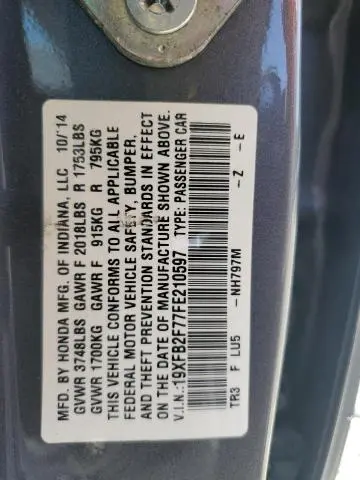 MFD. BY HONDA MFG. OF INDIANA, LLC 10/'14
GVWR 3748LBS GAWR F 2018LBS R 1753LBS
GVWR 1700KG GAWR F 915KG R 795KG
THIS VEHICLE CONFORMS TO ALL APPLICABLE
FEDERAL MOTOR VEHICLE SAFETY, BUMPER,
AND THEFT PREVENTION STANDARDS IN EFFECT
ON THE DATE OF MANUFACTURE SHOWN ABOVE.
V.I.N.:19XFB2F77FE210597 TYPE: PASSENGER CAR
TR3 F LU5 -NH797M -Z -E